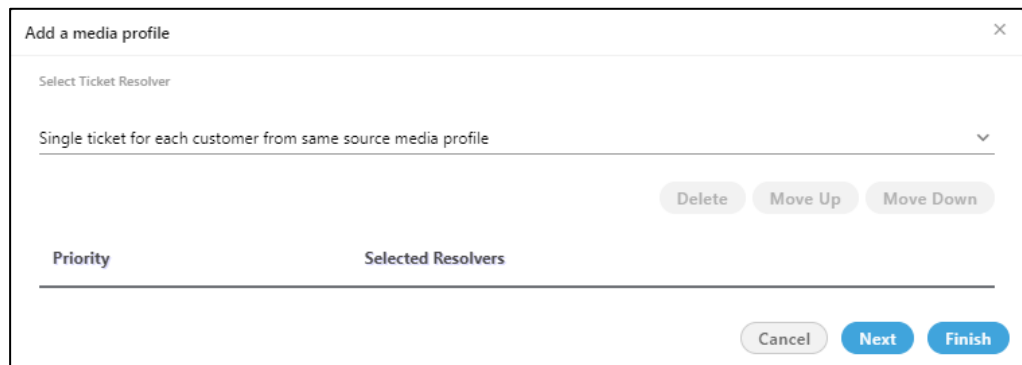 Add a media profile
Select Ticket Resolver
Single ticket for each customer from same source media profile
Delete Move Up Move Down
Priority Selected Resolvers
Cancel Next Finish